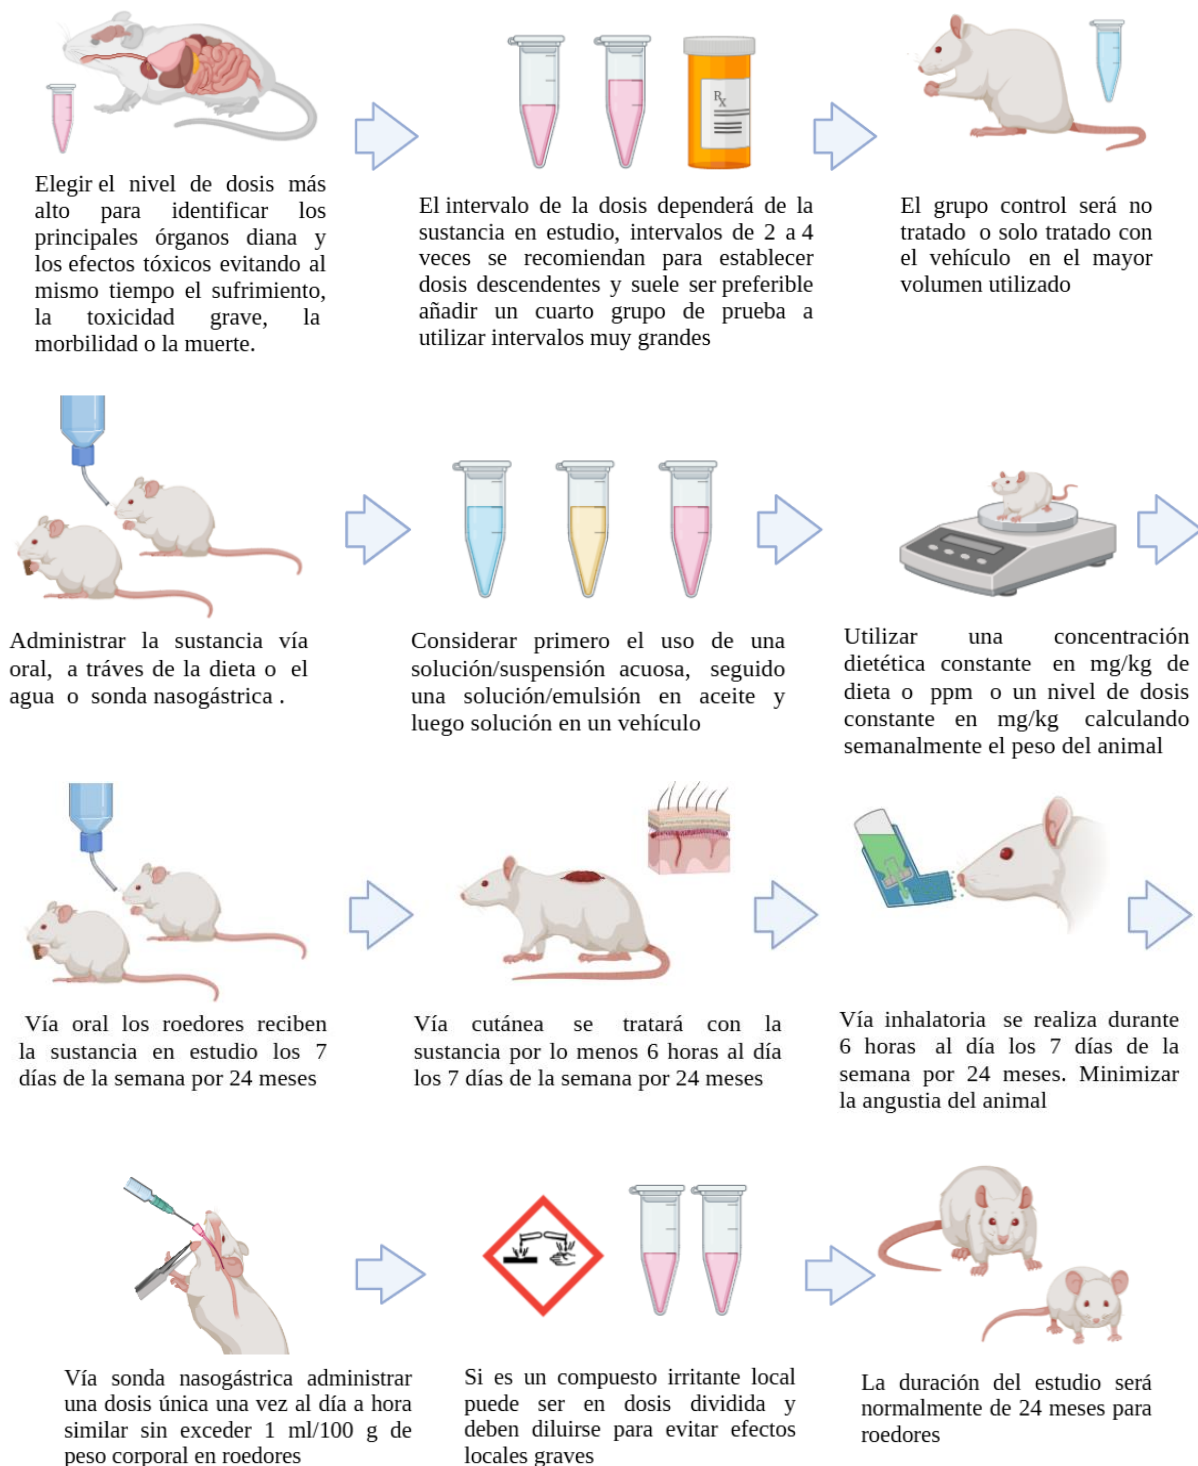 Elegir el nivel de dosis más
alto para identificar los
principales órganos diana y
los efectos tóxicos evitando al
mismo tiempo el sufrimiento,
la toxicidad grave, la
morbilidad o la muerte.
Rx
El intervalo de la dosis dependerá de la
sustancia en estudio, intervalos de 2 a 4
veces se recomiendan para establecer
dosis descendentes y suele ser preferible
añadir un cuarto grupo de prueba a
utilizar intervalos muy grandes
El grupo control será no
tratado o solo tratado con
el vehículo en el mayor
volumen utilizado
Administrar la sustancia vía
oral, a tráves de la dieta o el
agua o sonda nasogástrica .
Considerar primero el uso de una
solución/suspensión acuosa, seguido
una solución/emulsión en aceite y
luego solución en un vehículo
Utilizar una concentración
dietética constante en mg/kg de
dieta o ppm o un nivel de dosis
constante en mg/kg calculando
semanalmente el peso del animal
Vía oral los roedores reciben
la sustancia en estudio los 7
días de la semana por 24 meses
Vía cutánea se tratará con la
sustancia por lo menos 6 horas al día
los 7 días de la semana por 24 meses
Vía inhalatoria se realiza durante
6 horas al día los 7 días de la
semana por 24 meses. Minimizar
la angustia del animal
Vía sonda nasogástrica administrar
una dosis única una vez al día a hora
similar sin exceder 1 ml/100 g de
peso corporal en roedores
Si es un compuesto irritante local
puede ser en dosis dividida y
deben diluirse para evitar efectos
locales graves
La duración del estudio será
normalmente de 24 meses para
roedores